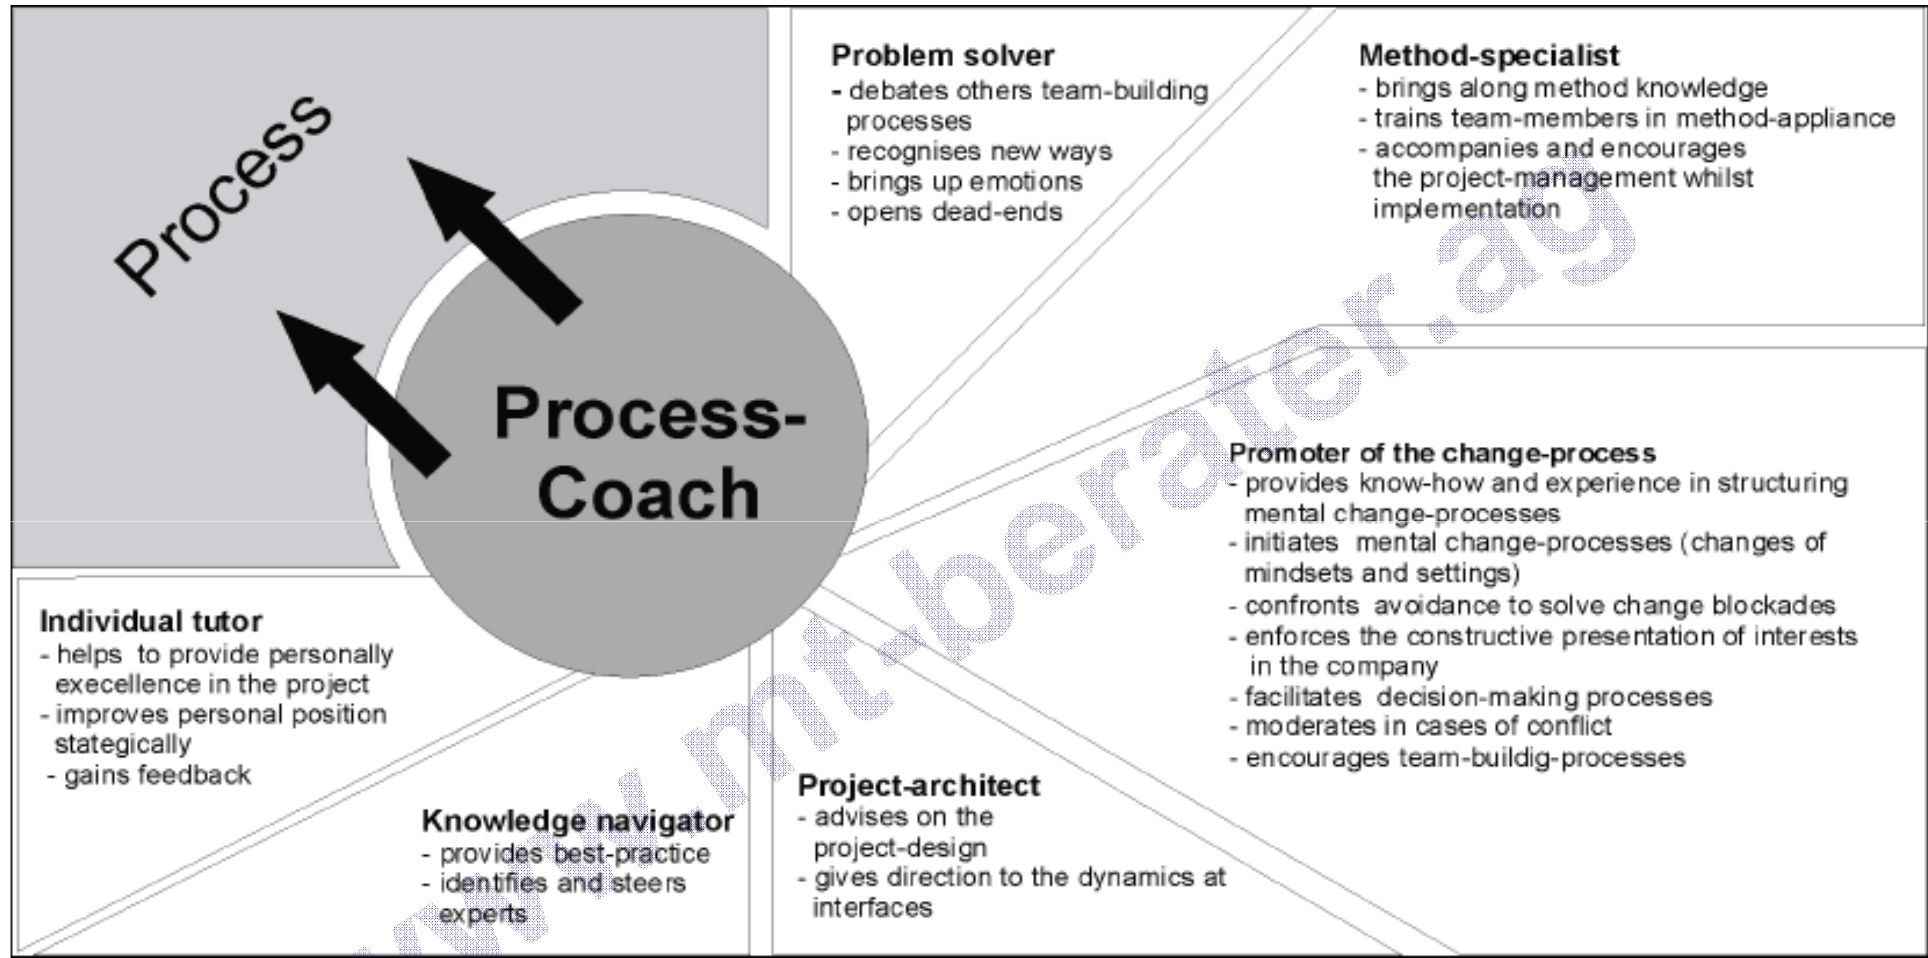 Process
Process-
Coach
Problem solver
- debates others team-building
processes
- recognises new ways
- brings up emotions
- opens dead-ends
Method-specialist
- brings along method knowledge
- trains team-members in method-appliance
- accompanies and encourages
the project-management whilst
implementation
Promoter of the change-process
- provides know-how and experience in structuring
mental change-processes
- initiates mental change-processes (changes of
mindsets and settings)
- confronts avoidance to solve change blockades
- enforces the constructive presentation of interests
in the company
- facilitates decision-making processes
- moderates in cases of conflict
- encourages team-buildig-processes
Project-architect
- advises on the
project-design
- gives direction to the dynamics at
interfaces
Knowledge navigator
- provides best-practice
- identifies and steers
experts
Individual tutor
- helps to provide personally
execellence in the project
- improves personal position
stategically
- gains feedback
www.mt-berater.ag